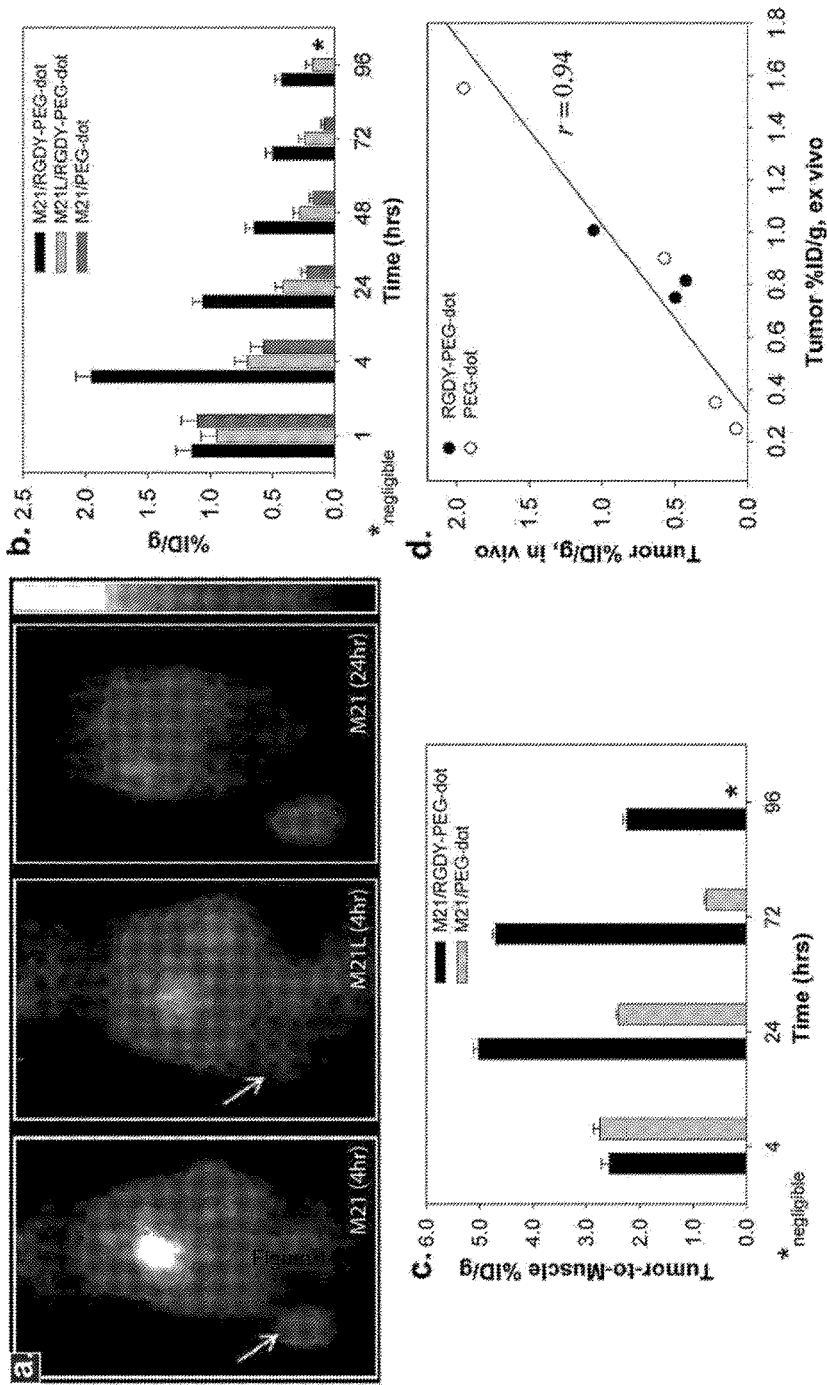 a.
M21 (4hr)
M21L (4hr)
M21 (24hr)
b.
M21/RGDY-PEG-dot
M21L/RGDY-PEG-dot
M21/PEG-dot
%ID/g
2.5
2.0
1.5
1.0
0.5
0.0
1 4 24 48 72 96
Time (hrs)
*
* negligible
c.
M21/RGDY-PEG-dot
M21/PEG-dot
Tumor-to-Muscle %ID/g
6.0
5.0
4.0
3.0
2.0
1.0
0.0
4 24 72 96
Time (hrs)
*
* negligible
d.
RGDY-PEG-dot
PEG-dot
r = 0.94
Tumor %ID/g, in vivo
2.0
1.5
1.0
0.5
0.0
0.2 0.4 0.6 0.8 1.0 1.2 1.4 1.6 1.8
Tumor %ID/g, ex vivo